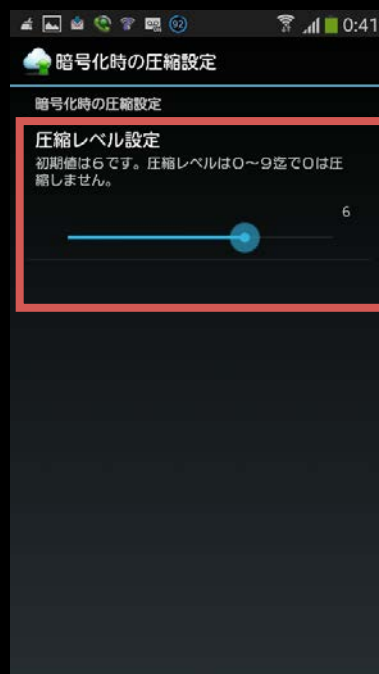 92 0:41
暗号化時の圧縮設定
暗号化時の圧縮設定
圧縮レベル設定
初期値は6です。圧縮レベルは0～9迄で0は圧
縮しません。
6